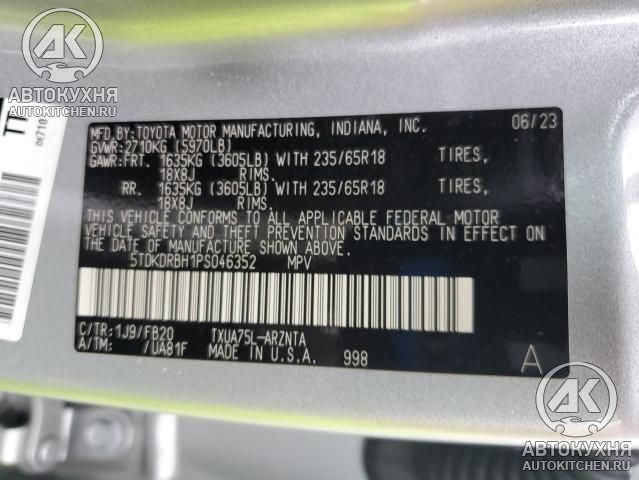 АК
АВТОКУХНЯ
AUTOKITCHEN.RU
06710
MFD.BY:TOYOTA MOTOR MANUFACTURING, INDIANA, INC. 06/23
GVWR:2710KG (5970LB)
GAWR:FRT. 1635KG (3605LB) WITH 235/65R18 TIRES,
18X8J RIMS.
RR. 1635KG (3605LB) WITH 235/65R18 TIRES,
18X8J RIMS.
THIS VEHICLE CONFORMS TO ALL APPLICABLE FEDERAL MOTOR
VEHICLE SAFETY AND THEFT PREVENTION STANDARDS IN EFFECT ON
THE DATE OF MANUFACTURE SHOWN ABOVE.
5TDKDRBH1PS046352 MPV
C/TR:1J9/FB20 TXUA75L-ARZNTA
A/TM: /UA81F MADE IN U.S.A. 998 A
АК
АВТОКУХНЯ
AUTOKITCHEN.RU